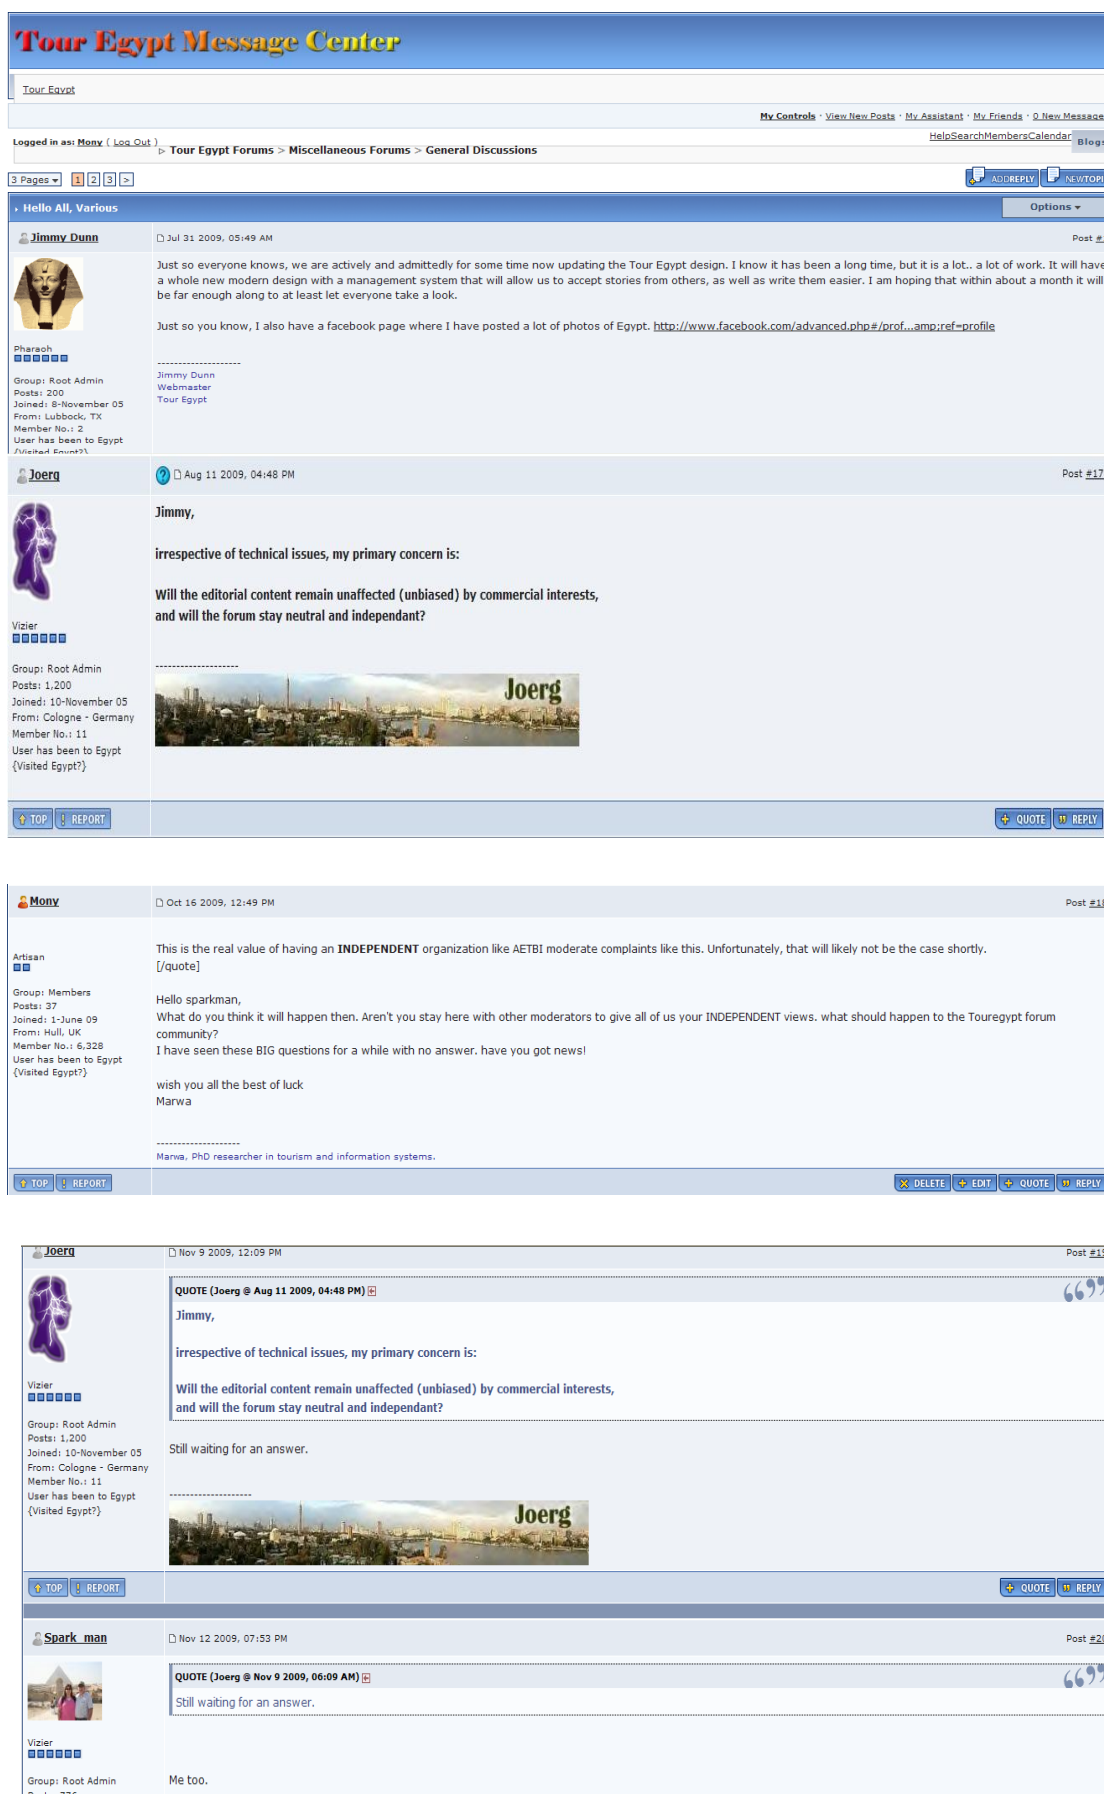 Tour Egypt Message Center
Tour Egypt
My Controls · View New Posts · My Assistant · My Friends · 0 New Message
Logged in as: Mony ( Log Out )
HelpSearchMembersCalendar
Blogs
Tour Egypt Forums > Miscellaneous Forums > General Discussions
3 Pages 1 2 3 >
ADDREPLY NEWTOPI
Hello All, Various
Options
Jimmy Dunn
Jul 31 2009, 05:49 AM
Post #
Just so everyone knows, we are actively and admittedly for some time now updating the Tour Egypt design. I know it has been a long time, but it is a lot.. a lot of work. It will have
a whole new modern design with a management system that will allow us to accept stories from others, as well as write them easier. I am hoping that within about a month it will
be far enough along to at least let everyone take a look.
Just so you know, I also have a facebook page where I have posted a lot of photos of Egypt. http://www.facebook.com/advanced.php#/prof...amp;ref=profile
Pharaoh
Group: Root Admin
Posts: 200
Joined: 8-November 05
From: Lubbock, TX
Member No.: 2
User has been to Egypt
{Visited Egypt?}
--------------------
Jimmy Dunn
Webmaster
Tour Egypt
Joerg
Aug 11 2009, 04:48 PM
Post #17
Jimmy,
irrespective of technical issues, my primary concern is:
Will the editorial content remain unaffected (unbiased) by commercial interests,
and will the forum stay neutral and independant?
Vizier
Group: Root Admin
Posts: 1,200
Joined: 10-November 05
From: Cologne - Germany
Member No.: 11
User has been to Egypt
{Visited Egypt?}
--------------------
Joerg
TOP ! REPORT
QUOTE REPLY
Mony
Oct 16 2009, 12:49 PM
Post #18
Artisan
Group: Members
Posts: 37
Joined: 1-June 09
From: Hull, UK
Member No.: 6,328
User has been to Egypt
{Visited Egypt?}
This is the real value of having an INDEPENDENT organization like AETBI moderate complaints like this. Unfortunately, that will likely not be the case shortly.
[/quote]
Hello sparkman,
What do you think it will happen then. Aren't you stay here with other moderators to give all of us your INDEPENDENT views. what should happen to the Touregypt forum
community?
I have seen these BIG questions for a while with no answer. have you got news!
wish you all the best of luck
Marwa
--------------------
Marwa, PhD researcher in tourism and information systems.
TOP ! REPORT
DELETE EDIT QUOTE REPLY
Joerg
Nov 9 2009, 12:09 PM
Post #19
QUOTE (Joerg @ Aug 11 2009, 04:48 PM)
Jimmy,
irrespective of technical issues, my primary concern is:
Will the editorial content remain unaffected (unbiased) by commercial interests,
and will the forum stay neutral and independant?
Still waiting for an answer.
Vizier
Group: Root Admin
Posts: 1,200
Joined: 10-November 05
From: Cologne - Germany
Member No.: 11
User has been to Egypt
{Visited Egypt?}
--------------------
Joerg
TOP ! REPORT
QUOTE REPLY
Spark_man
Nov 12 2009, 07:53 PM
Post #20
QUOTE (Joerg @ Nov 9 2009, 06:09 AM)
Still waiting for an answer.
Vizier
Group: Root Admin
Me too.